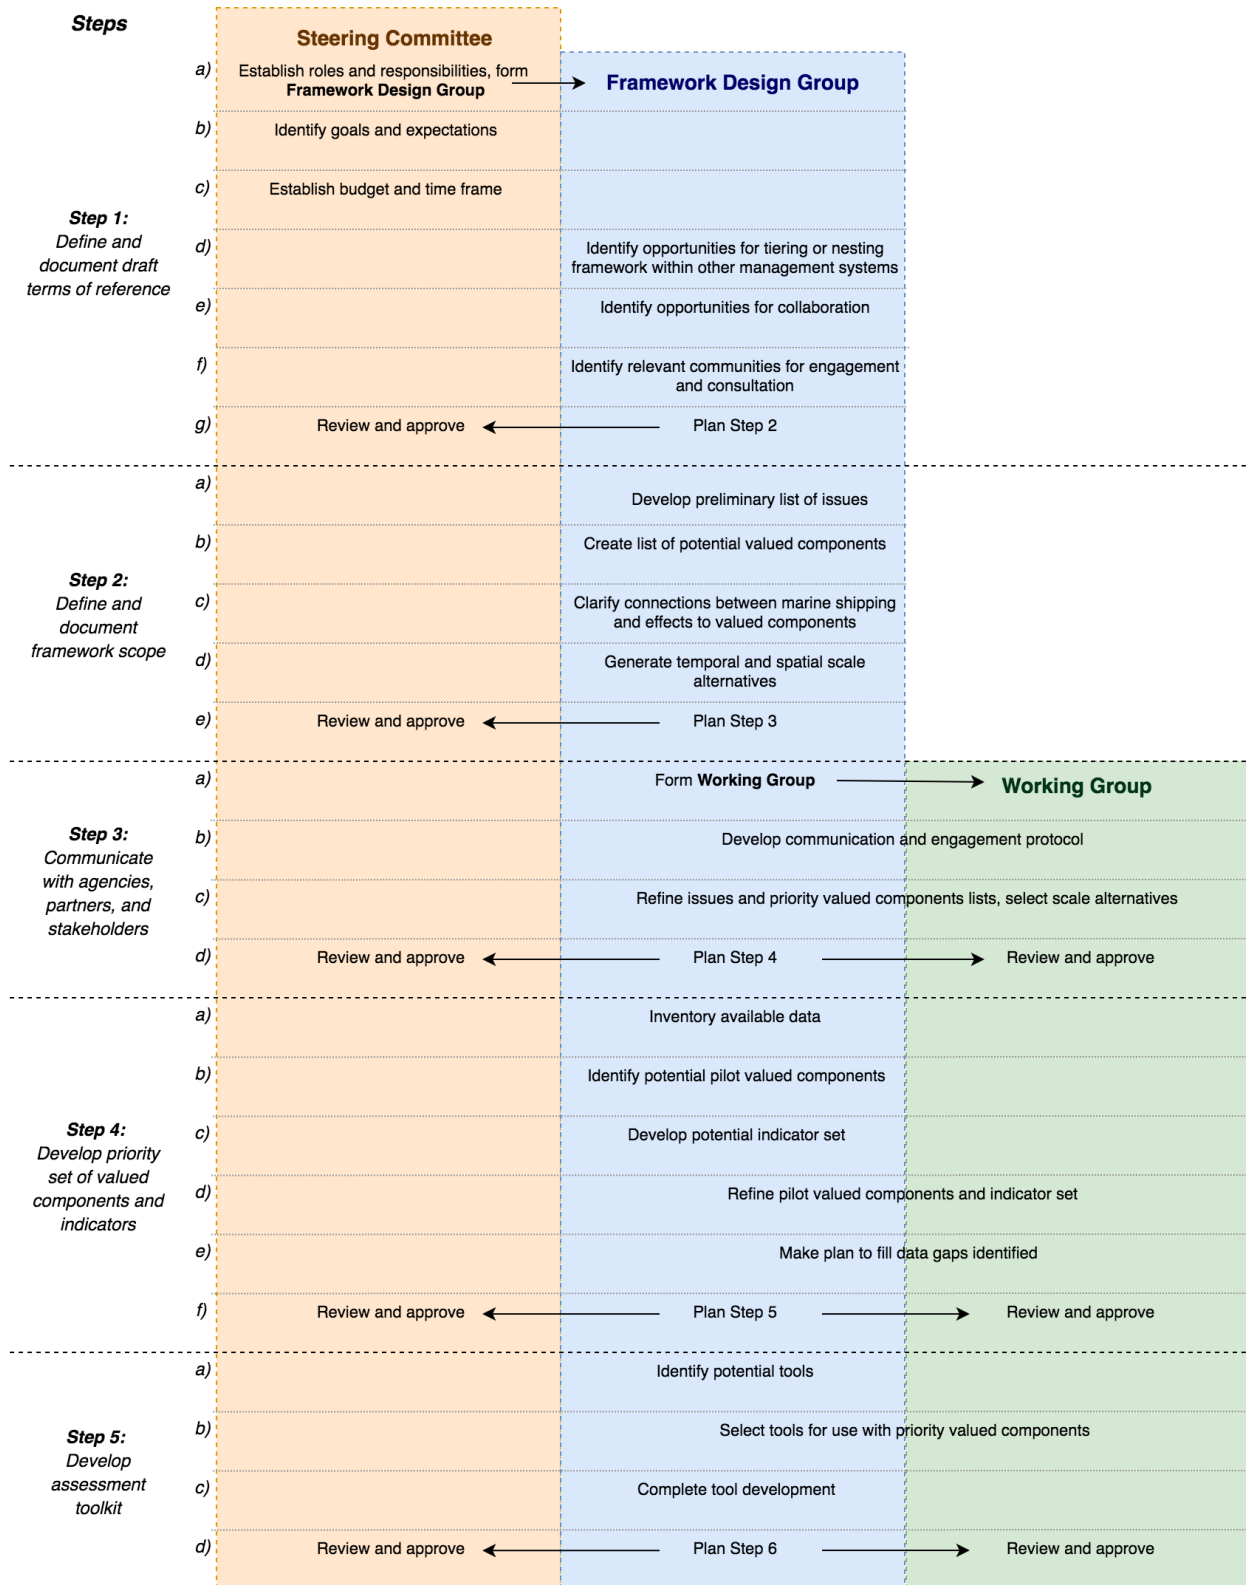 Steps
Steering Committee
a)
Establish roles and responsibilities, form
Framework Design Group
Framework Design Group
b)
Identify goals and expectations
c)
Establish budget and time frame
Step 1:
Define and
document draft
terms of reference
d)
Identify opportunities for tiering or nesting
framework within other management systems
e)
Identify opportunities for collaboration
f)
Identify relevant communities for engagement
and consultation
g)
Review and approve
Plan Step 2
a)
Develop preliminary list of issues
b)
Create list of potential valued components
Step 2:
Define and
document
framework scope
c)
Clarify connections between marine shipping
and effects to valued components
d)
Generate temporal and spatial scale
alternatives
e)
Review and approve
Plan Step 3
a)
Form Working Group
Working Group
Step 3:
Communicate
with agencies,
partners, and
stakeholders
b)
Develop communication and engagement protocol
c)
Refine issues and priority valued components lists, select scale alternatives
d)
Review and approve
Plan Step 4
Review and approve
a)
Inventory available data
b)
Identify potential pilot valued components
Step 4:
Develop priority
set of valued
components and
indicators
c)
Develop potential indicator set
d)
Refine pilot valued components and indicator set
e)
Make plan to fill data gaps identified
f)
Review and approve
Plan Step 5
Review and approve
a)
Identify potential tools
Step 5:
Develop
assessment
toolkit
b)
Select tools for use with priority valued components
c)
Complete tool development
d)
Review and approve
Plan Step 6
Review and approve